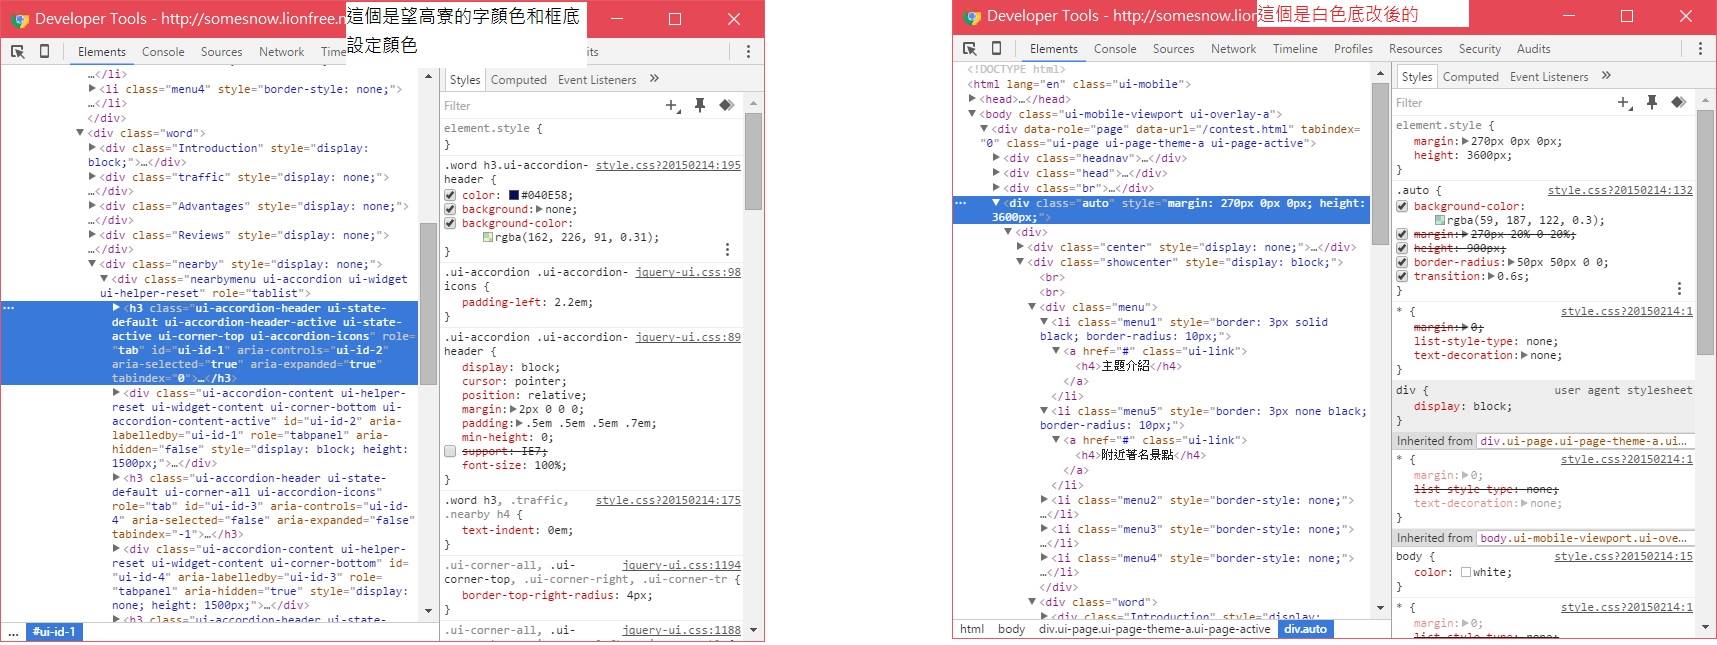 Developer Tools - http://somesnow.lionfree.n
這個是望高寮的字顏色和框底
設定顏色
Elements Console Sources Network Time its
…</li>
<li class="menu4" style="border-style: none;">
…</li>
</div>
<div class="word">
<div class="Introduction" style="display:
block;">…</div>
<div class="traffic" style="display: none;">
…</div>
<div class="Advantages" style="display: none;">
…</div>
<div class="Reviews" style="display: none;">
…</div>
<div class="nearby" style="display: none;">
<div class="nearbymenu ui-accordion ui-widget
ui-helper-reset" role="tablist">
… <h3 class="ui-accordion-header ui-state-
default ui-accordion-header-active ui-state-
active ui-corner-top ui-accordion-icons" role=
"tab" id="ui-id-1" aria-controls="ui-id-2"
aria-selected="true" aria-expanded="true"
tabindex="0">…</h3>
<div class="ui-accordion-content ui-helper-
reset ui-widget-content ui-corner-bottom ui-
accordion-content-active" id="ui-id-2" aria-
labelledby="ui-id-1" role="tabpanel" aria-
hidden="false" style="display: block; height:
1500px;">…</div>
<h3 class="ui-accordion-header ui-state-
default ui-corner-all ui-accordion-icons"
role="tab" id="ui-id-3" aria-controls="ui-id-
4" aria-selected="false" aria-expanded="false"
tabindex="-1">…</h3>
<div class="ui-accordion-content ui-helper-
reset ui-widget-content ui-corner-bottom" id=
"ui-id-4" aria-labelledby="ui-id-3" role=
"tabpanel" aria-hidden="true" style="display:
none; height: 1500px;">…</div>
<h3 class="ui-accordion-header ui-state-
... #ui-id-1
Styles Computed Event Listeners »
Filter
element.style {
}
.word h3.ui-accordion- style.css?20150214:195
header {
color: #040E58;
background: none;
background-color:
rgba(162, 226, 91, 0.31);
}
.ui-accordion .ui-accordion- jquery-ui.css:98
icons {
padding-left: 2.2em;
}
.ui-accordion .ui-accordion- jquery-ui.css:89
header {
display: block;
cursor: pointer;
position: relative;
margin: 2px 0 0 0;
padding: .5em .5em .5em .7em;
min-height: 0;
support: IE7;
font-size: 100%;
}
.word h3, .traffic, style.css?20150214:175
.nearby h4 {
text-indent: 0em;
}
.ui-corner-all, .ui- jquery-ui.css:1194
corner-top, .ui-corner-right, .ui-corner-tr {
border-top-right-radius: 4px;
}
.ui-corner-all, .ui- jquery-ui.css:1188
Developer Tools - http://somesnow.lion
這個是白色底改後的
Elements Console Sources Network Timeline Profiles Resources Security Audits
<!DOCTYPE html>
<html lang="en" class="ui-mobile">
<head>…</head>
<body class="ui-mobile-viewport ui-overlay-a">
<div data-role="page" data-url="/contest.html" tabindex=
"0" class="ui-page ui-page-theme-a ui-page-active">
<div class="headnav">…</div>
<div class="head">…</div>
<div class="br">…</div>
… <div class="auto" style="margin: 270px 0px 0px; height:
3600px;">
<div>
<div class="center" style="display: none;">…</div>
<div class="showcenter" style="display: block;">
<br>
<br>
<div class="menu">
<li class="menu1" style="border: 3px solid
black; border-radius: 10px;">
<a href="#" class="ui-link">
<h4>主題介紹</h4>
</a>
</li>
<li class="menu5" style="border: 3px none black;
border-radius: 10px;">
<a href="#" class="ui-link">
<h4>附近著名景點</h4>
</a>
</li>
<li class="menu2" style="border-style: none;">
…</li>
<li class="menu3" style="border-style: none;">
…</li>
<li class="menu4" style="border-style: none;">
…</li>
</div>
<div class="word">
<div class="Introduction" style="display:
html body div.ui-page.ui-page-theme-a.ui-page-active div.auto
Styles Computed Event Listeners »
Filter
element.style {
margin: 270px 0px 0px;
height: 3600px;
}
.auto { style.css?20150214:132
background-color:
rgba(59, 187, 122, 0.3);
margin: 270px 20% 0 20%;
height: 900px;
border-radius: 50px 50px 0 0;
transition: 0.6s;
}
* { style.css?20150214:1
margin: 0;
list-style-type: none;
text-decoration: none;
}
div { user agent stylesheet
display: block;
}
Inherited from div.ui-page.ui-page-theme-a.ui…
* { style.css?20150214:1
margin: 0;
list-style-type: none;
text-decoration: none;
}
Inherited from body.ui-mobile-viewport.ui-ove…
body { style.css?20150214:15
color: white;
}
* { style.css?20150214:1
margin: 0;
list-style-type: none;